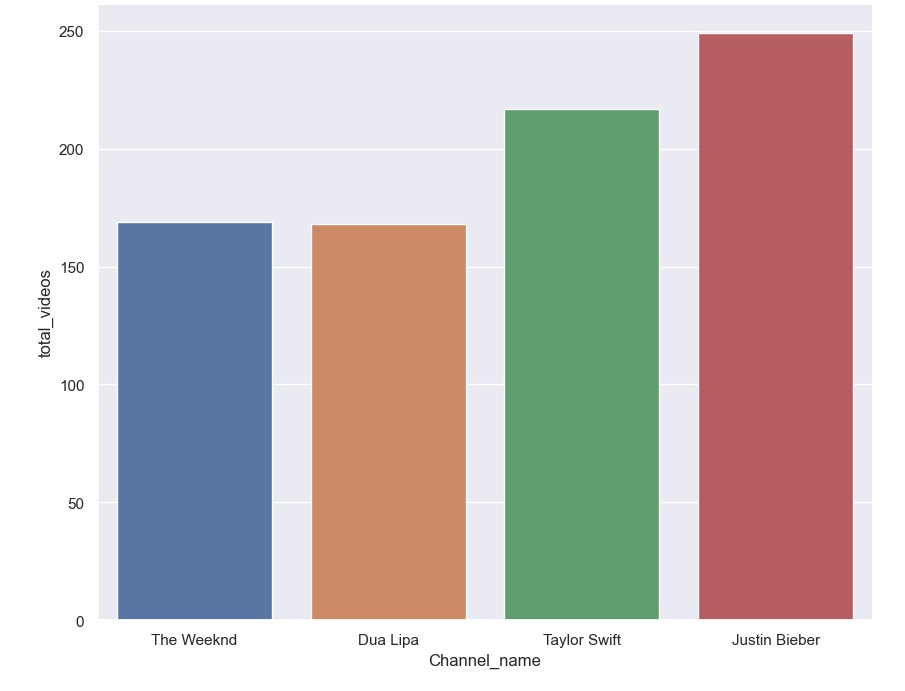 250
200
150
100
50
0
total_videos
The Weeknd Dua Lipa Taylor Swift Justin Bieber
Channel_name